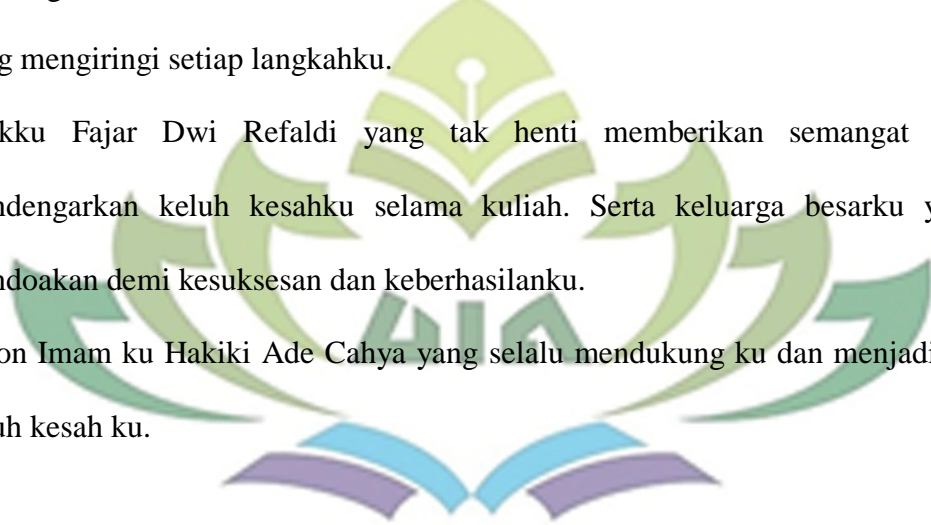 g mengiringi setiap langkahku.
kku Fajar Dwi Refaldi yang tak henti memberikan semangat
ndengarkan keluh kesahku selama kuliah. Serta keluarga besarku y
ndoakan demi kesuksesan dan keberhasilanku.
on Imam ku Hakiki Ade Cahya yang selalu mendukung ku dan menjadi
uh kesah ku.
UIN